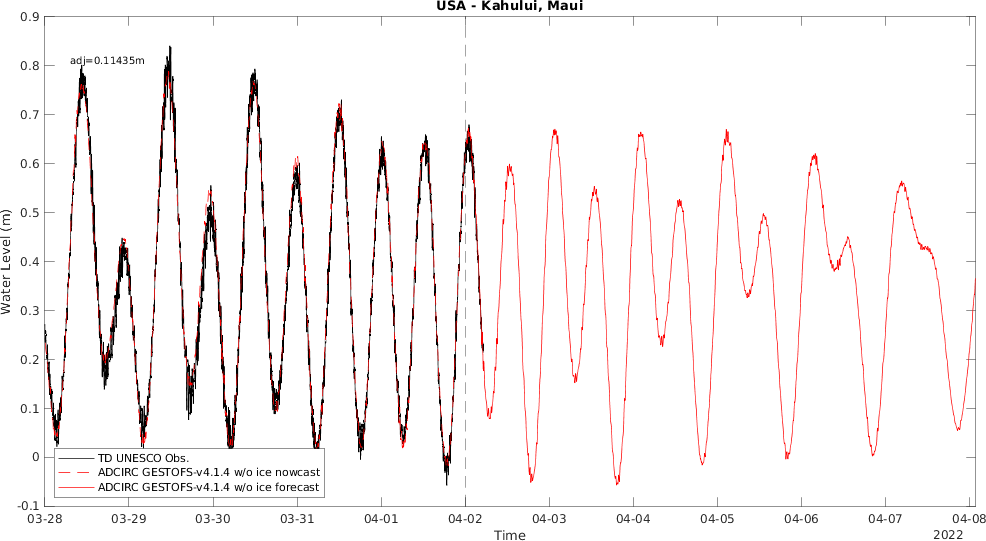 USA - Kahului, Maui
0.9
0.8
0.7
0.6
0.5
0.4
0.3
0.2
0.1
0
-0.1
Water Level (m)
adj=0.11435m
TD UNESCO Obs.
ADCIRC GESTOFS-v4.1.4 w/o ice nowcast
ADCIRC GESTOFS-v4.1.4 w/o ice forecast
03-28 03-29 03-30 03-31 04-01 04-02 04-03 04-04 04-05 04-06 04-07 04-08
Time
2022